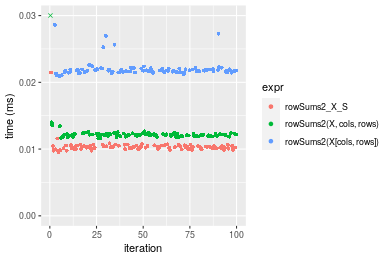 0.03
0.02
0.01
0.00
time (ms)
0
25
50
75
100
iteration
expr
rowSums2_X_S
rowSums2(X, cols, rows)
rowSums2(X[cols, rows])